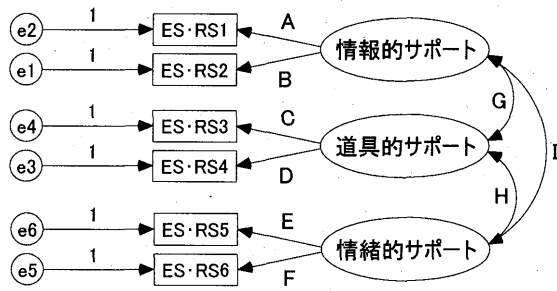 e2 1 ES・RS1 A
e1 1 ES・RS2 B
情報的サポート
e4 1 ES・RS3 C
e3 1 ES・RS4 D
道具的サポート
e6 1 ES・RS5 E
e5 1 ES・RS6 F
情緒的サポート
G
H
I